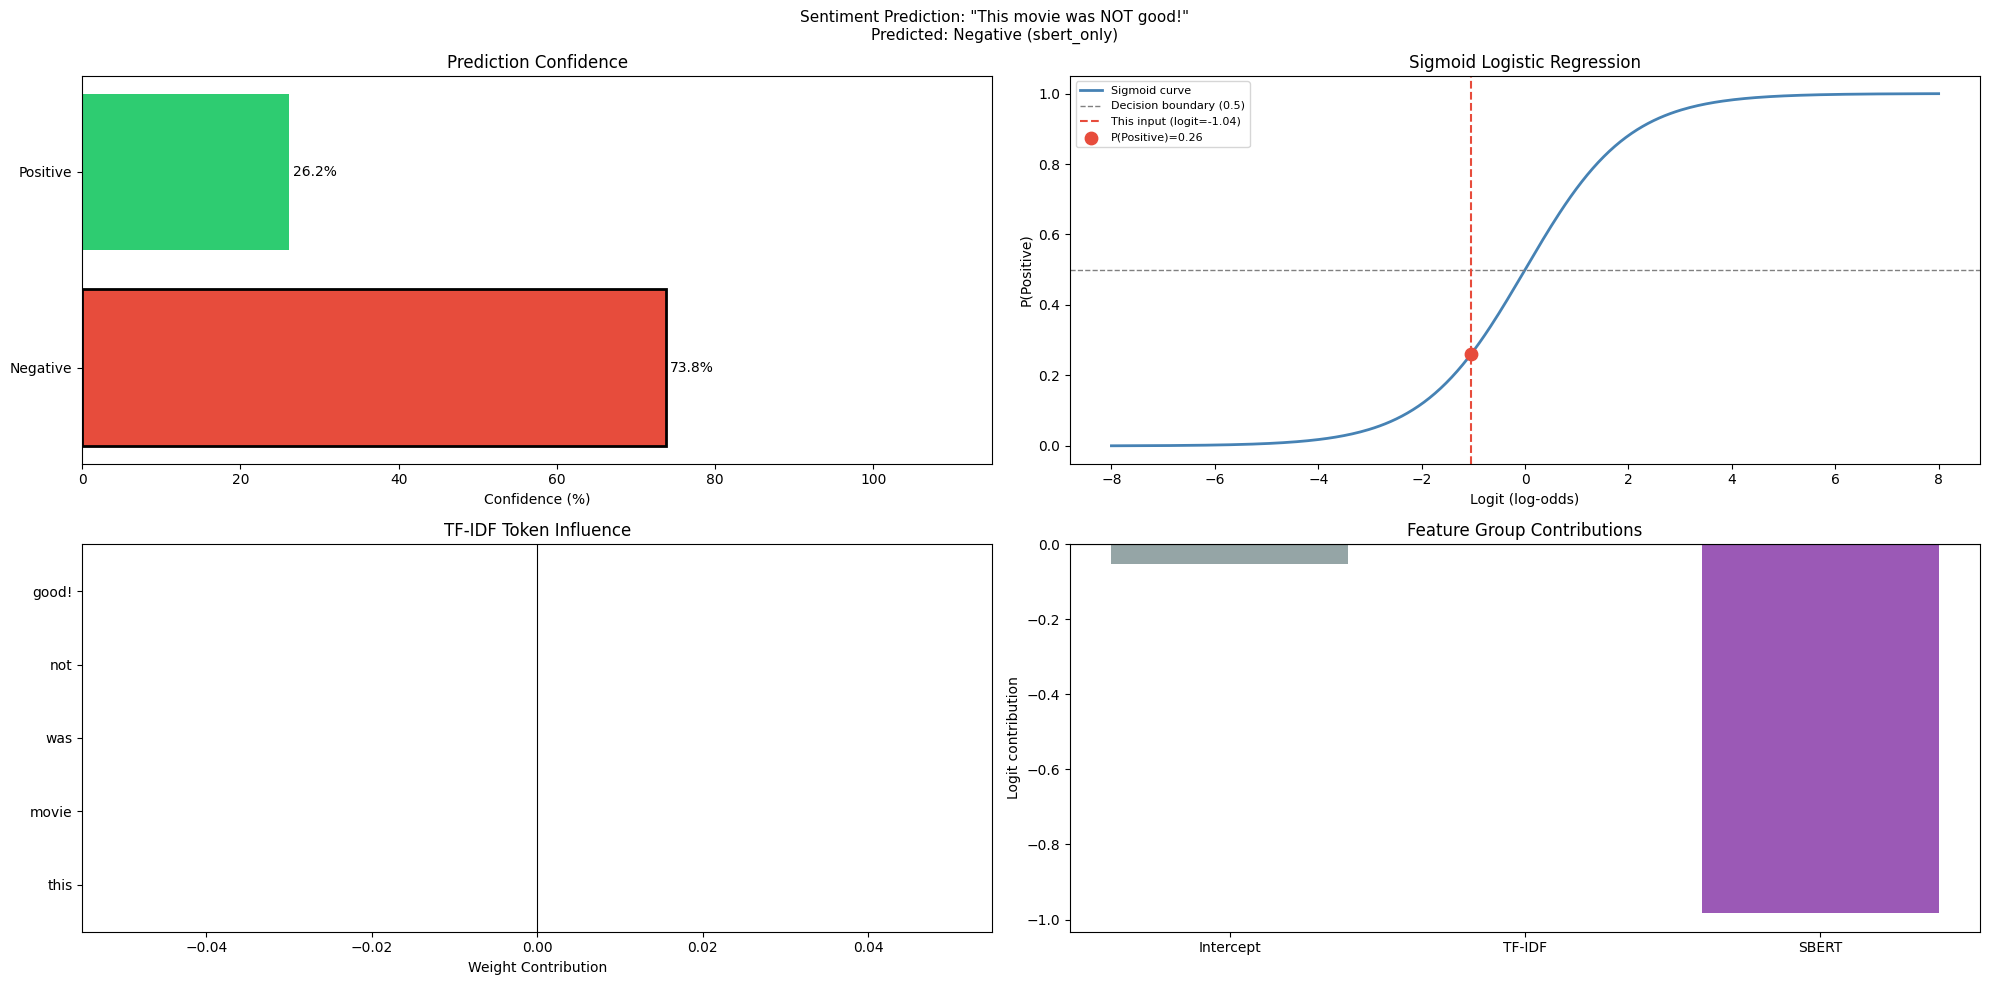 Sentiment Prediction: "This movie was NOT good!"
Predicted: Negative (sbert_only)
Prediction Confidence
Positive
26.2%
Negative
73.8%
0 20 40 60 80 100
Confidence (%)
Sigmoid Logistic Regression
Sigmoid curve
Decision boundary (0.5)
This input (logit=-1.04)
P(Positive)=0.26
P(Positive)
1.0
0.8
0.6
0.4
0.2
0.0
−8 −6 −4 −2 0 2 4 6 8
Logit (log-odds)
TF-IDF Token Influence
good!
not
was
movie
this
−0.04 −0.02 0.00 0.02 0.04
Weight Contribution
Feature Group Contributions
Logit contribution
0.0
−0.2
−0.4
−0.6
−0.8
−1.0
Intercept TF-IDF SBERT